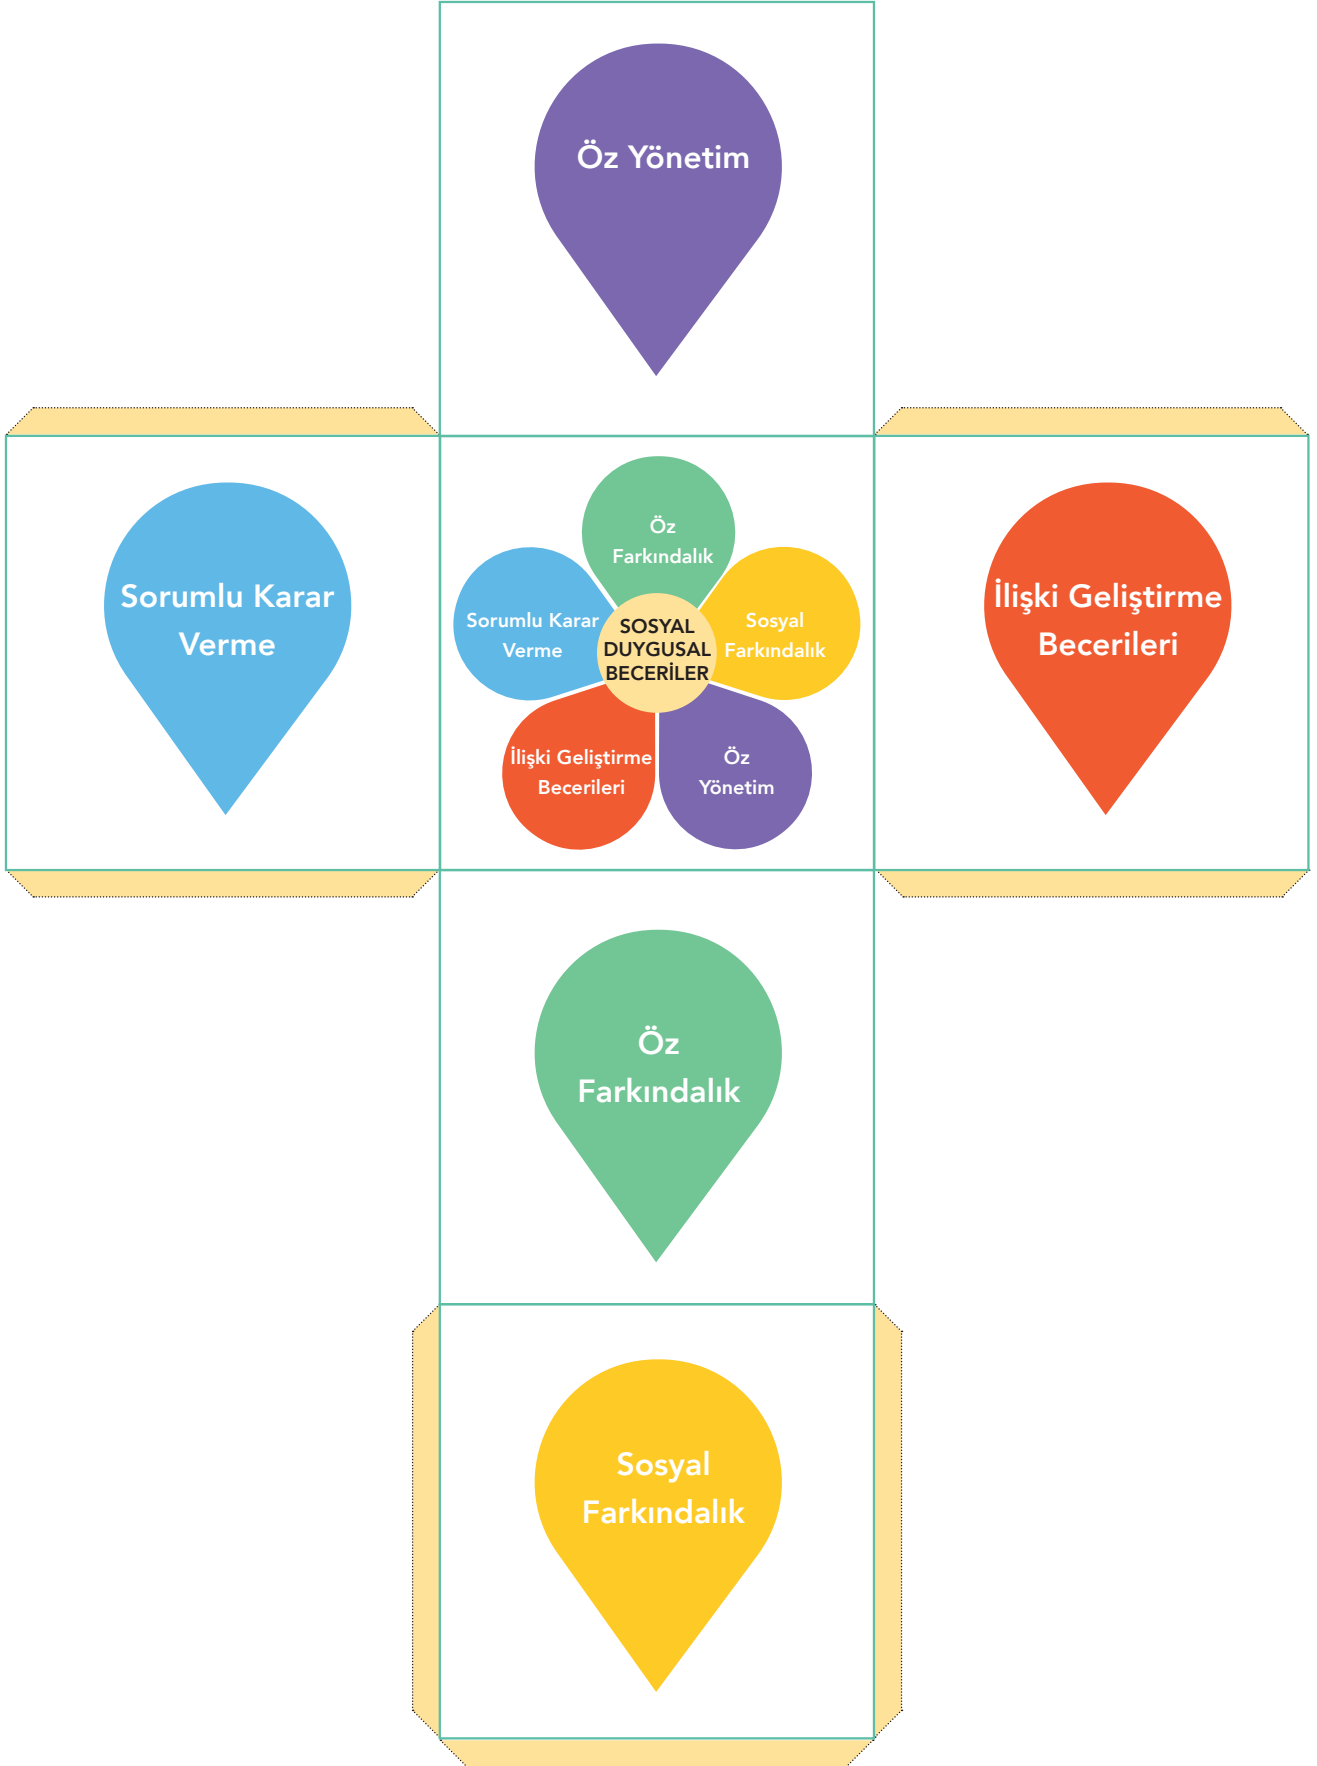 Öz Yönetim
Sorumlu Karar
Verme
Öz
Farkındalık
Sorumlu Karar
Verme
SOSYAL
DUYGUSAL
BECERİLER
Sosyal
Farkındalık
İlişki Geliştirme
Becerileri
Öz
Yönetim
İlişki Geliştirme
Becerileri
Öz
Farkındalık
Sosyal
Farkındalık